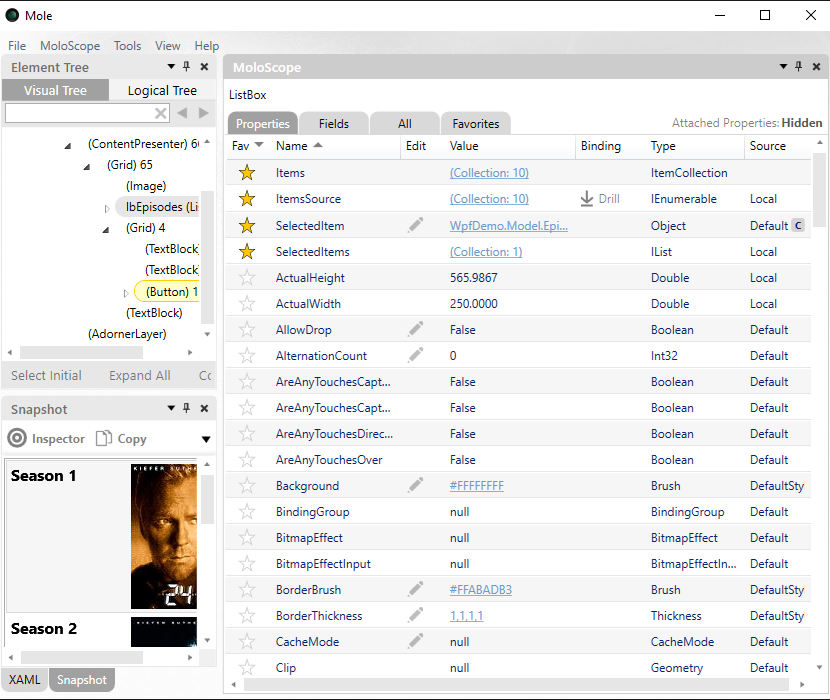 Mole
File MoloScope Tools View Help
Element Tree
Visual Tree Logical Tree
(ContentPresenter) 6
(Grid) 65
(Image)
lbEpisodes (Li
(Grid) 4
(TextBlock)
(TextBlock)
(Button) 1
(TextBlock)
(AdornerLayer)
Select Initial Expand All Co
Snapshot
Inspector Copy
Season 1
KIEFER SUTHE
24
Season 2
KIEFER SUTHE
XAML Snapshot
MoloScope
ListBox
Properties Fields All Favorites Attached Properties: Hidden
Fav Name Edit Value Binding Type Source
Items (Collection: 10) ItemCollection
ItemsSource (Collection: 10) Drill IEnumerable Local
SelectedItem WpfDemo.Model.Epi... Object Default C
SelectedItems (Collection: 1) IList Local
ActualHeight 565.9867 Double Local
ActualWidth 250.0000 Double Local
AllowDrop False Boolean Default
AlternationCount 0 Int32 Default
AreAnyTouchesCapt... False Boolean Default
AreAnyTouchesCapt... False Boolean Default
AreAnyTouchesDirec... False Boolean Default
AreAnyTouchesOver False Boolean Default
Background #FFFFFFFF Brush DefaultSty
BindingGroup null BindingGroup Default
BitmapEffect null BitmapEffect Default
BitmapEffectInput null BitmapEffectIn... Default
BorderBrush #FFABADB3 Brush DefaultSty
BorderThickness 1,1,1,1 Thickness DefaultSty
CacheMode null CacheMode Default
Clip null Geometry Default